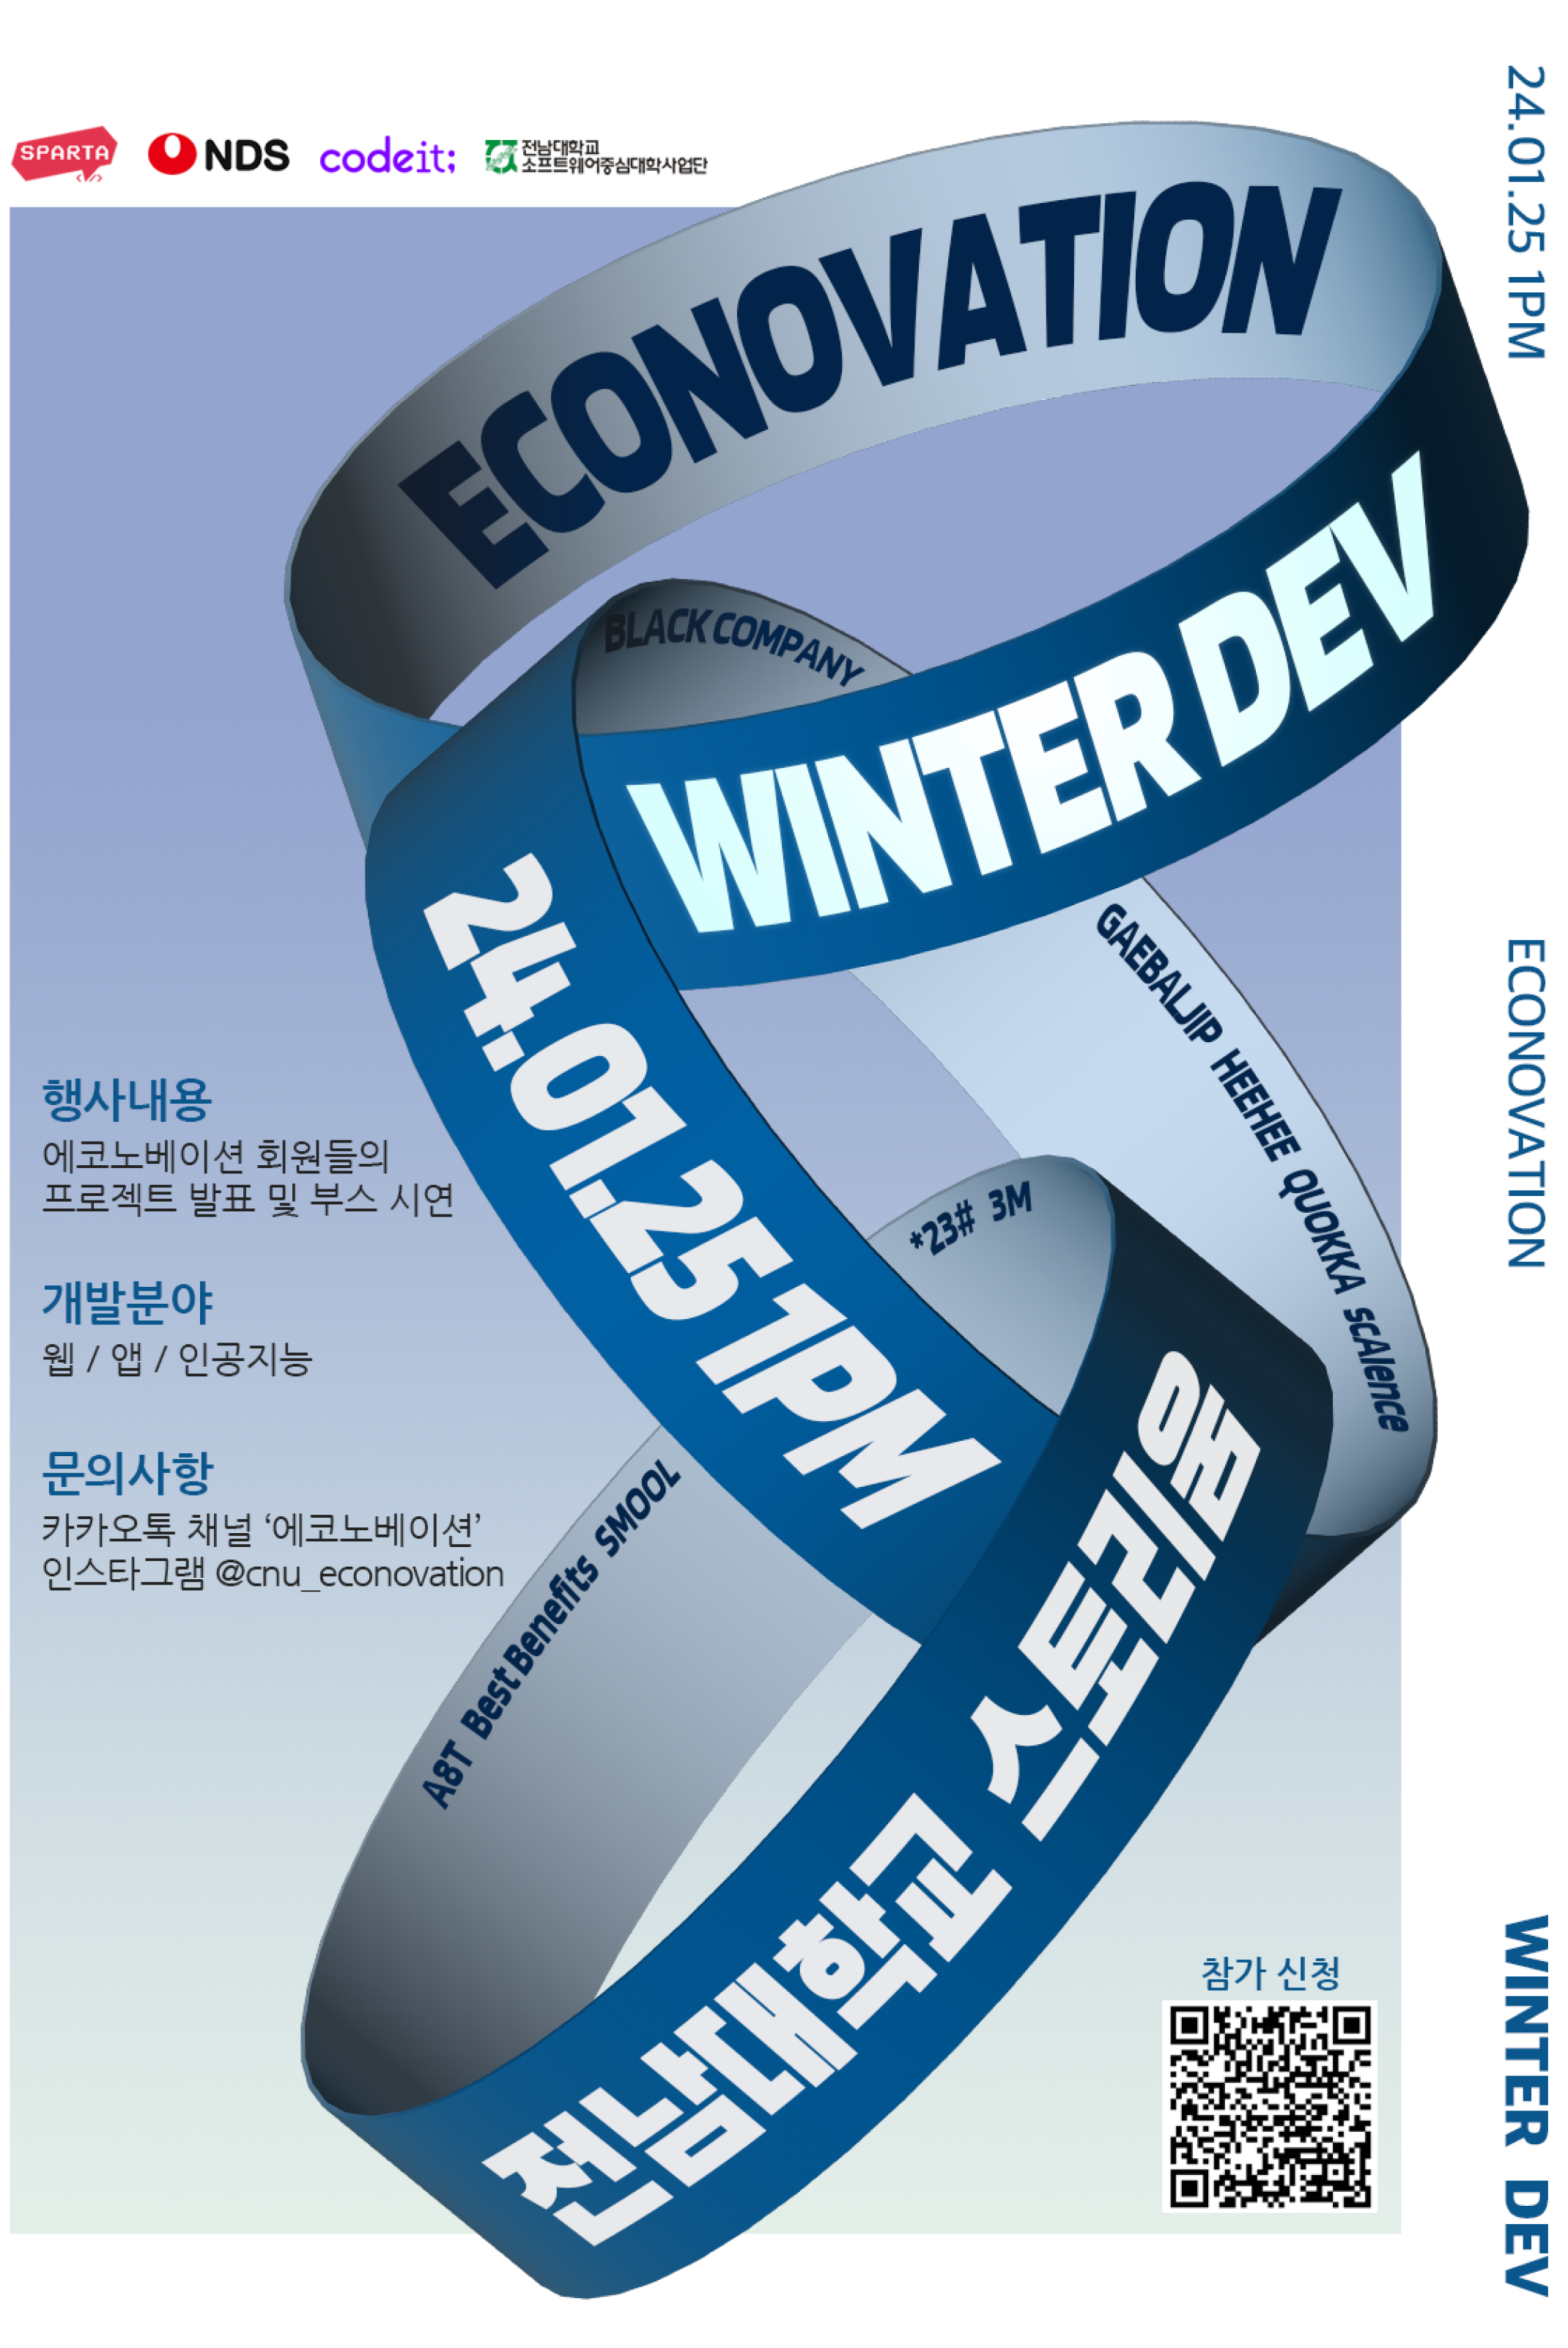 SPARTA
NDS
codeit;
전남대학교
소프트웨어중심대학사업단
24.01.25 1PM
ECONOVATION
WINTER DEV
ECONOVATION
BLACK COMPANY
WINTER DEV
24.01.25 1PM
GAEBALJIP HEEHEE QUOKKA scAlence
*23# 3M
A8T Best Benefits SMOOL
전남대학교 스토리움
행사내용
에코노베이션 회원들의
프로젝트 발표 및 부스 시연
개발분야
웹 / 앱 / 인공지능
문의사항
카카오톡 채널 ‘에코노베이션’
인스타그램 @cnu_econovation
참가 신청